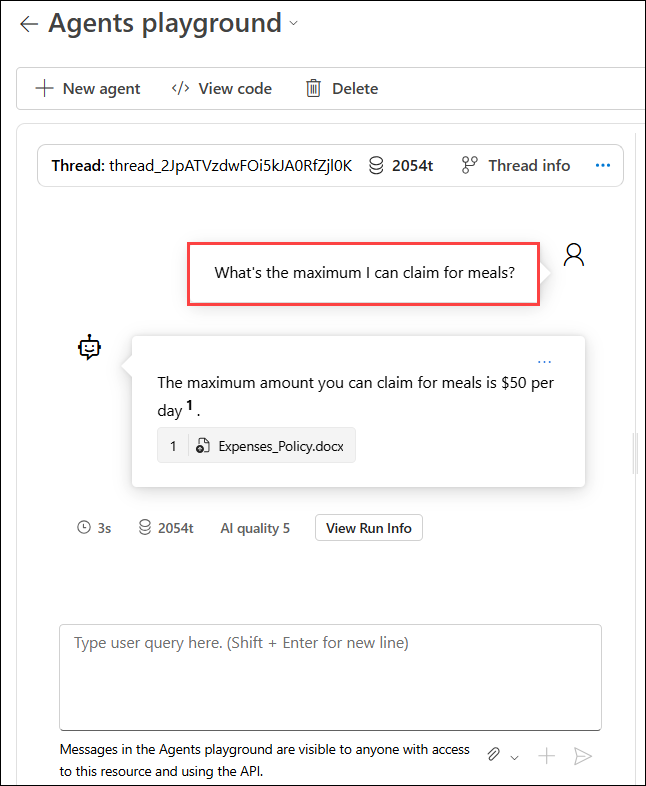 Agents playground
New agent
View code
Delete
Thread: thread_2JpATVzdwFOi5kJA0RfZjl0K
2054t
Thread info
...
What's the maximum I can claim for meals?
...
The maximum amount you can claim for meals is $50 per
day 1 .
1 Expenses_Policy.docx
3s
2054t
AI quality 5
View Run Info
Type user query here. (Shift + Enter for new line)
Messages in the Agents playground are visible to anyone with access
to this resource and using the API.